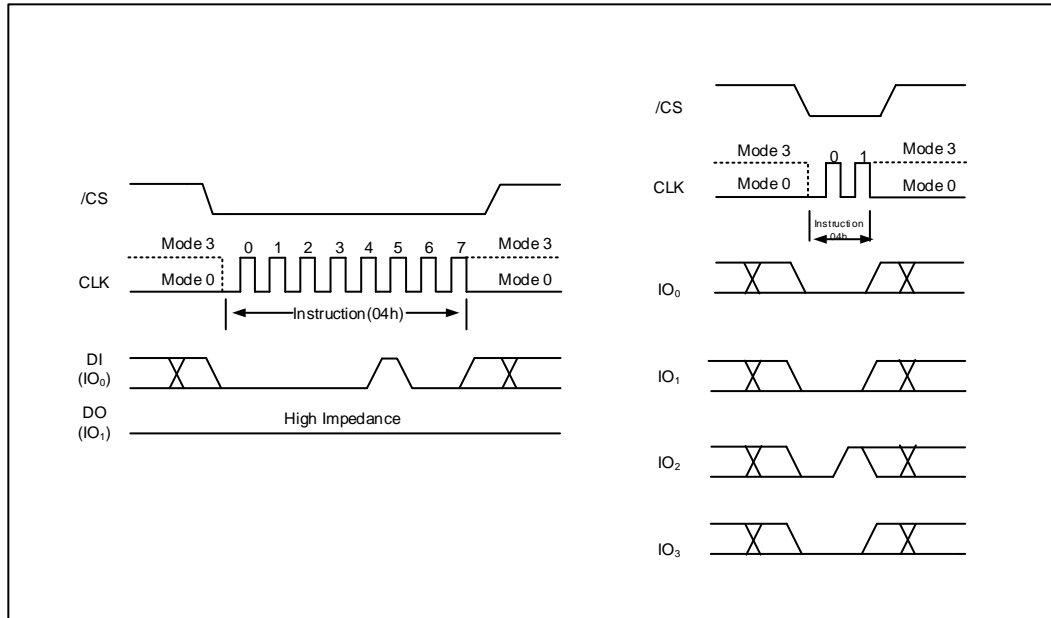 /CS
Mode 3 0 1 2 3 4 5 6 7 Mode 3
CLK Mode 0 Mode 0
Instruction(04h)
DI
(IO₀)
DO High Impedance
(IO₁)
/CS
Mode 3 0 1 Mode 3
CLK Mode 0 Mode 0
Instruction
04h
IO₀
IO₁
IO₂
IO₃